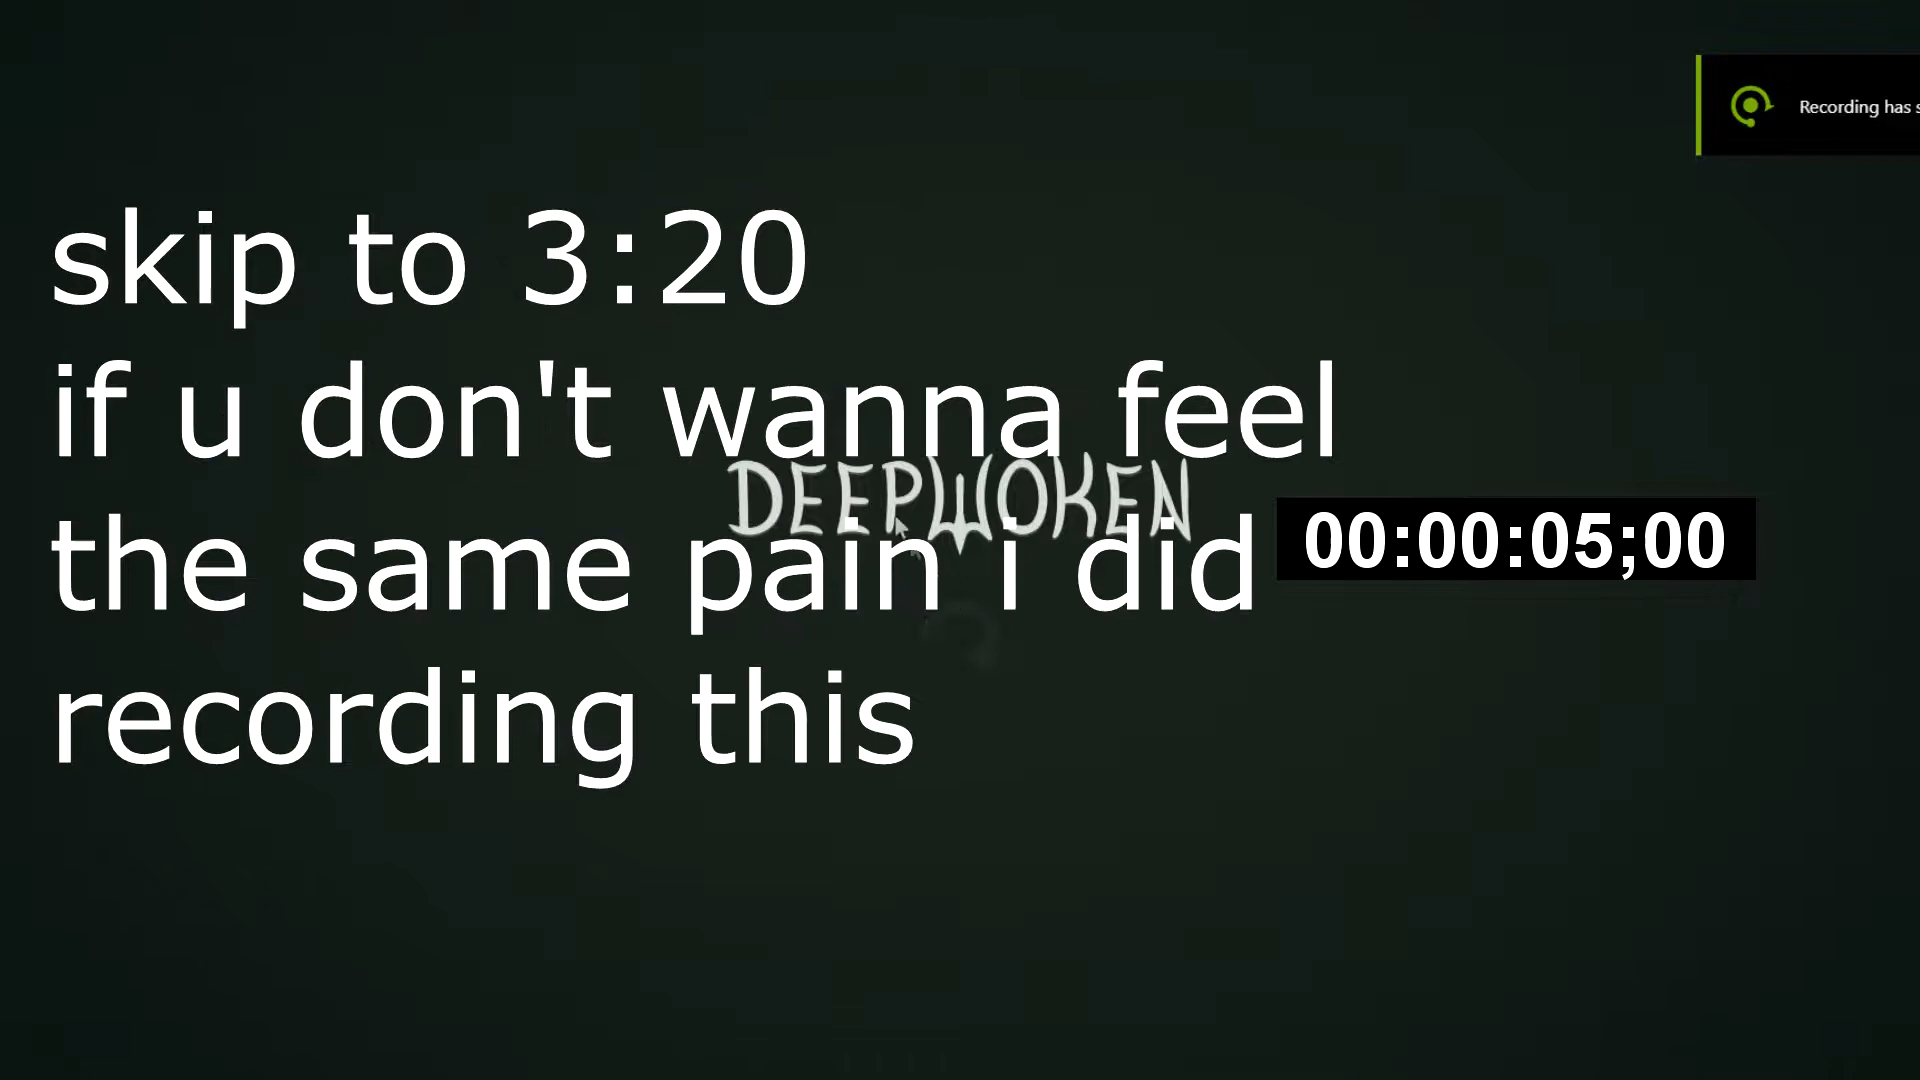 Recording has s
skip to 3:20
if u don't wanna feel
DEEPWOKEN
the same pain i did
00:00:05;00
recording this